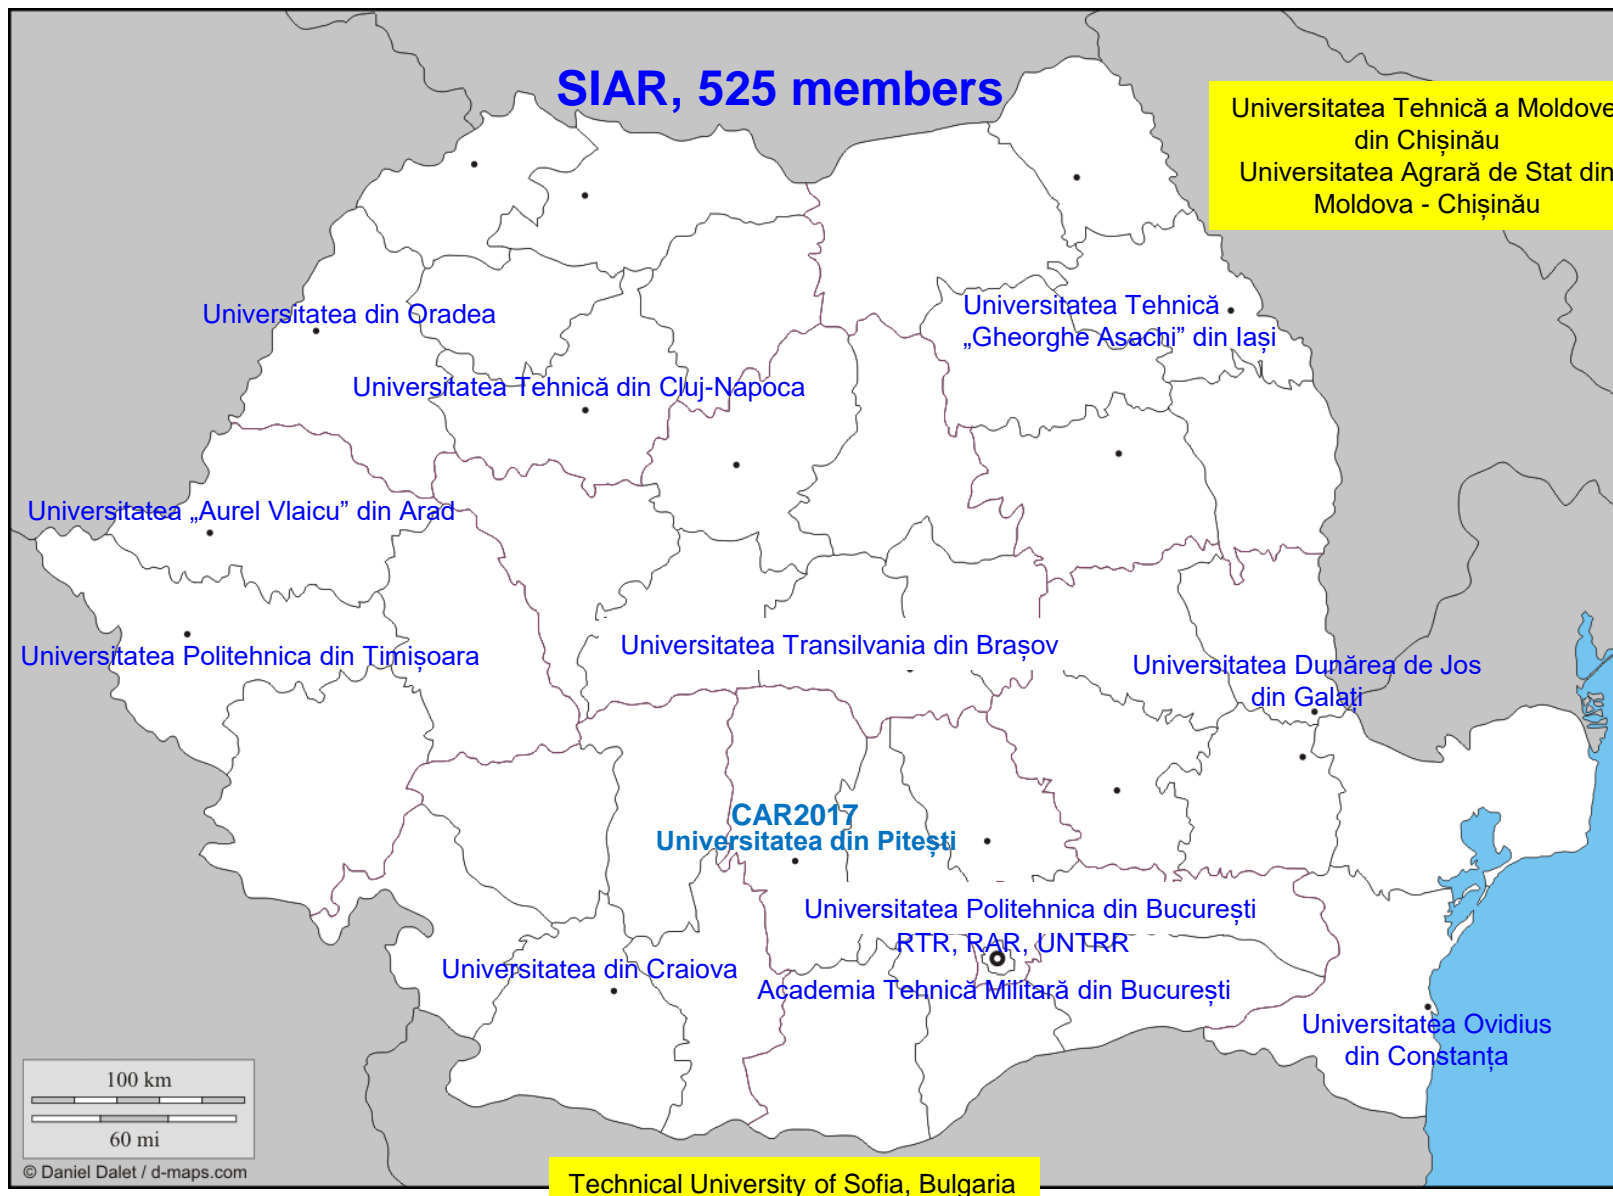 SIAR, 525 members
Universitatea Tehnică a Moldove
din Chișinău
Universitatea Agrară de Stat din
Moldova - Chișinău
Universitatea din Oradea
Universitatea Tehnică
„Gheorghe Asachi” din Iași
Universitatea Tehnică din Cluj-Napoca
Universitatea „Aurel Vlaicu” din Arad
Universitatea Politehnica din Timișoara
Universitatea Transilvania din Brașov
Universitatea Dunărea de Jos
din Galați
CAR2017
Universitatea din Pitești
Universitatea Politehnica din București
RTR, RAR, UNTRR
Academia Tehnică Militară din București
Universitatea din Craiova
Universitatea Ovidius
din Constanța
100 km
60 mi
© Daniel Dalet / d-maps.com
Technical University of Sofia, Bulgaria